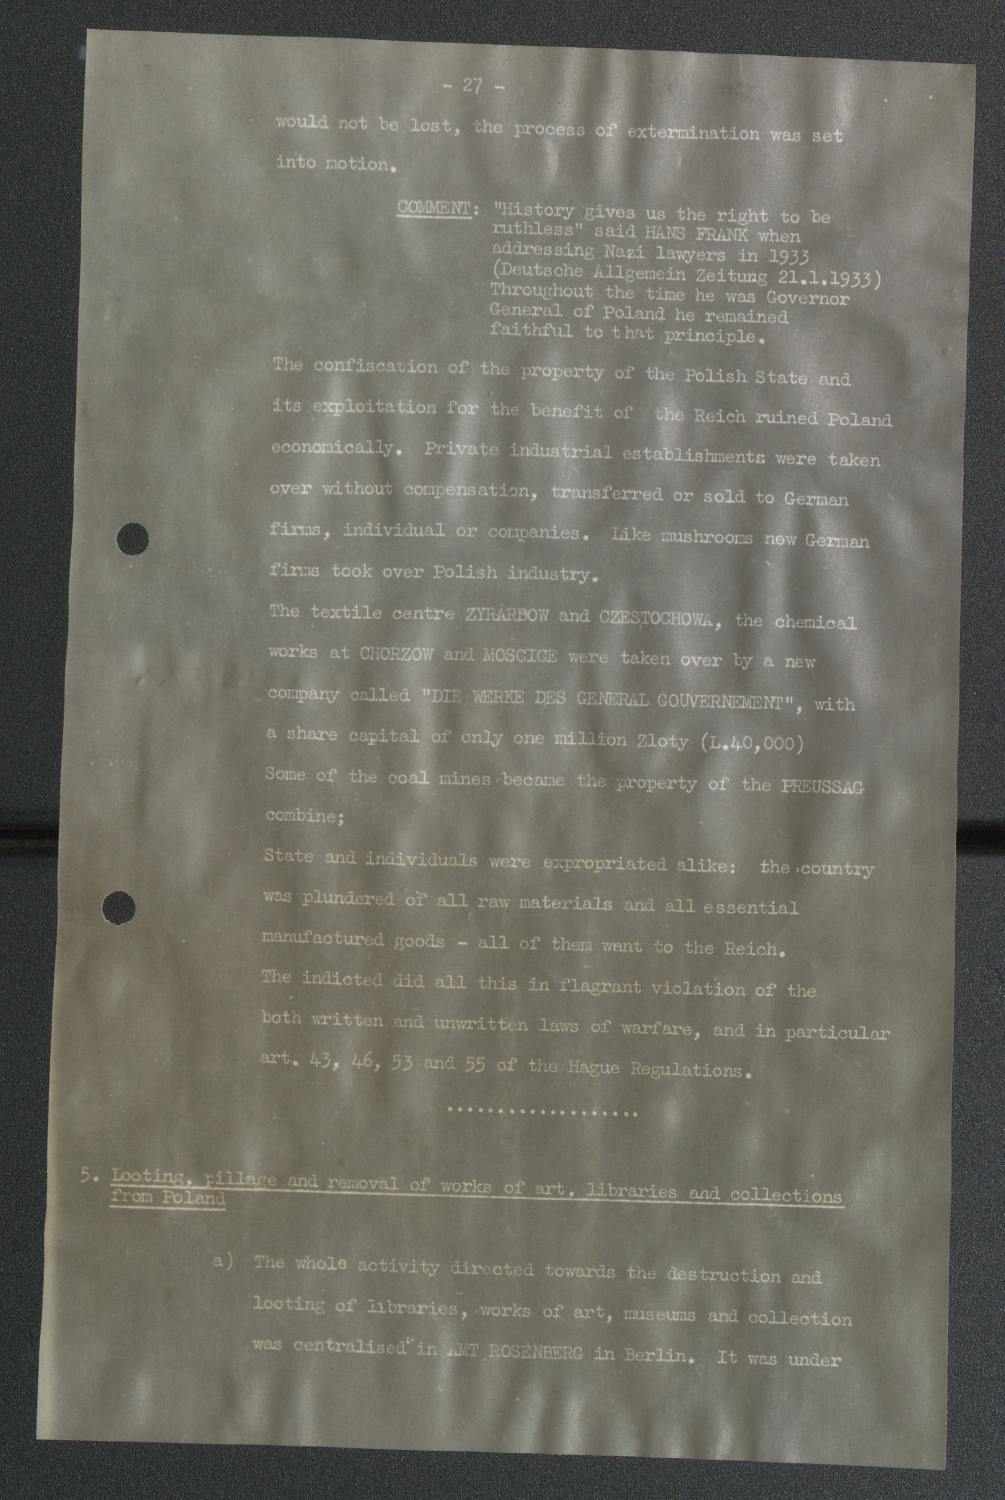 - 27 -
would not be lost, the process of extermination was set
into motion.
COMMENT: "History gives us the right to be
ruthless" said HANS FRANK when
addressing Nazi lawyers in 1933
(Deutsche Allgemein Zeitung 21.1.1933)
Throughout the time he was Governor
General of Poland he remained
faithful to that principle.
The confiscation of the property of the Polish State and
its exploitation for the benefit of the Reich ruined Poland
economically. Private industrial establishments were taken
over without compensation, transferred or sold to German
firms, individual or companies. Like mushrooms new German
firms took over Polish industry.
The textile centre ZYRARBOW and CZESTOCHOWA, the chemical
works at CHORZOW and MOSCICE were taken over by a new
company called "DIE WERKE DES GENERAL GOUVERNEMENT", with
a share capital of only one million Zloty (L.40,000)
Some of the coal mines became the property of the PREUSSAG
combine;
State and individuals were expropriated alike: the country
was plundered of all raw materials and all essential
manufactured goods - all of them want to the Reich.
The indicted did all this in flagrant violation of the
both written and unwritten laws of warfare, and in particular
art. 43, 46, 53 and 55 of the Hague Regulations.
...................
5. Looting, pillage and removal of works of art, libraries and collections
from Poland
a) The whole activity directed towards the destruction and
looting of libraries, works of art, museums and collection
was centralised in AMT ROSENBERG in Berlin. It was under